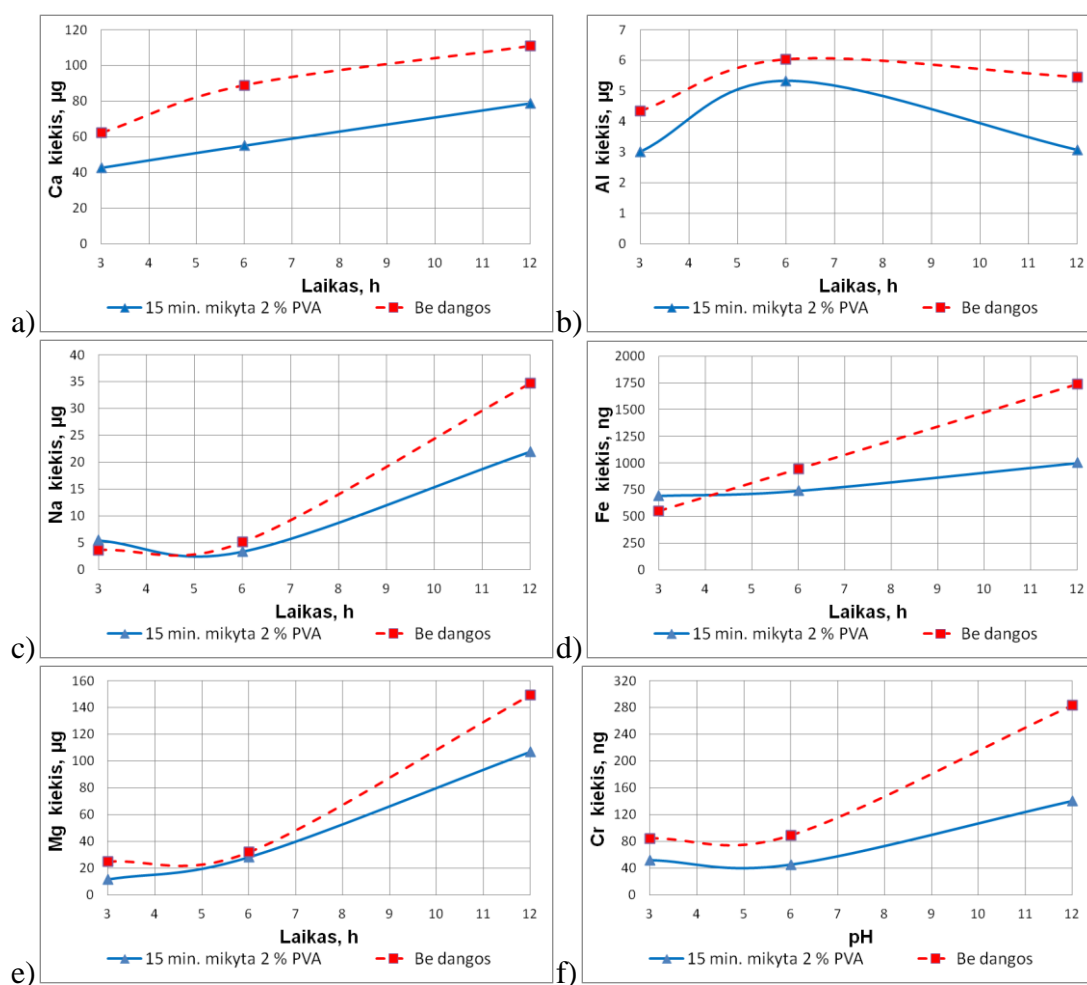 Ca kiekis, µg
120
100
80
60
40
20
0
3 4 5 6 7 8 9 10 11 12
Laikas, h
15 min. mikyta 2 % PVA Be dangos
a)
Al kiekis, µg
7
6
5
4
3
2
1
0
3 4 5 6 7 8 9 10 11 12
Laikas, h
15 min. mikyta 2 % PVA Be dangos
b)
Na kiekis, µg
40
35
30
25
20
15
10
5
0
3 4 5 6 7 8 9 10 11 12
Laikas, h
15 min. mikyta 2 % PVA Be dangos
c)
Fe kiekis, ng
2000
1750
1500
1250
1000
750
500
250
0
3 4 5 6 7 8 9 10 11 12
Laikas, h
15 min. mikyta 2 % PVA Be dangos
d)
Mg kiekis, µg
160
140
120
100
80
60
40
20
0
3 4 5 6 7 8 9 10 11 12
Laikas, h
15 min. mikyta 2 % PVA Be dangos
e)
Cr kiekis, ng
320
280
240
200
160
120
80
40
0
3 4 5 6 7 8 9 10 11 12
pH
15 min. mikyta 2 % PVA Be dangos
f)